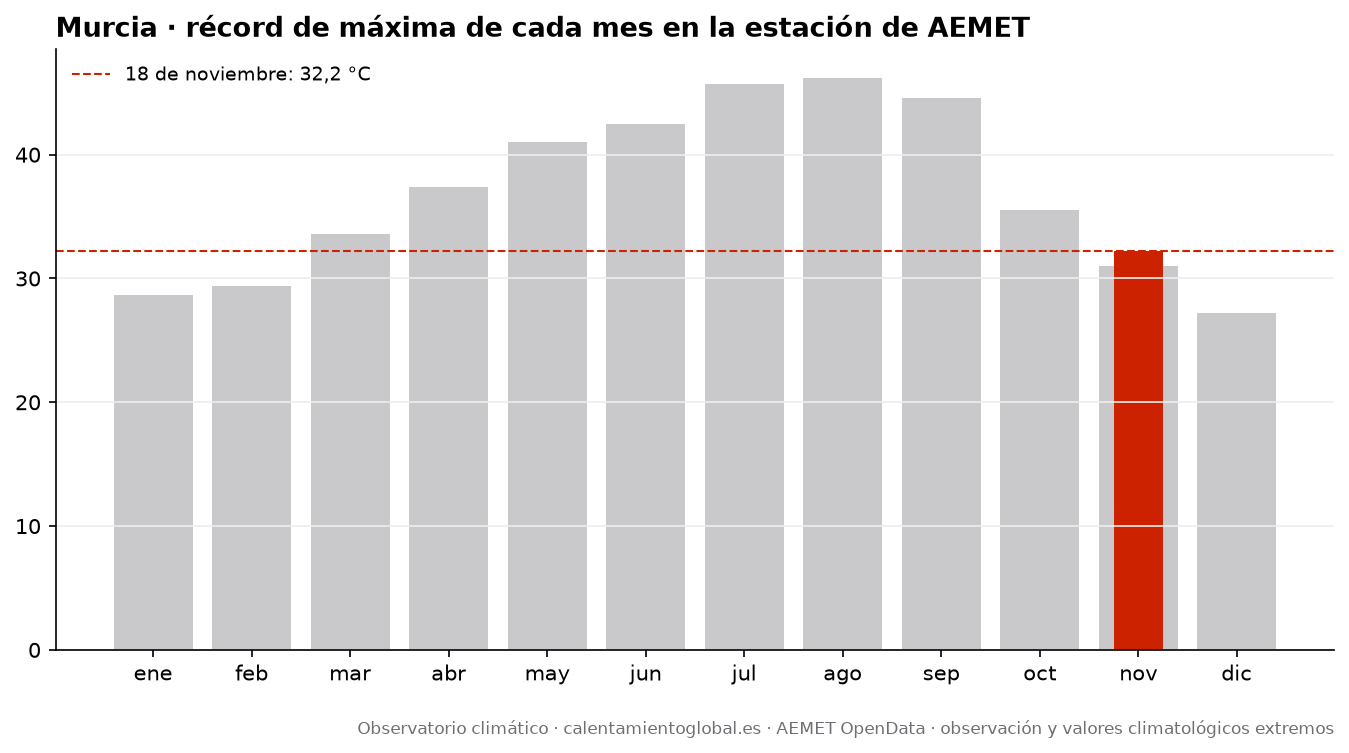 Murcia · récord de máxima de cada mes en la estación de AEMET
18 de noviembre: 32,2 °C
40
30
20
10
0
ene feb mar abr may jun jul ago sep oct nov dic
Observatorio climático · calentamientoglobal.es · AEMET OpenData · observación y valores climatológicos extremos